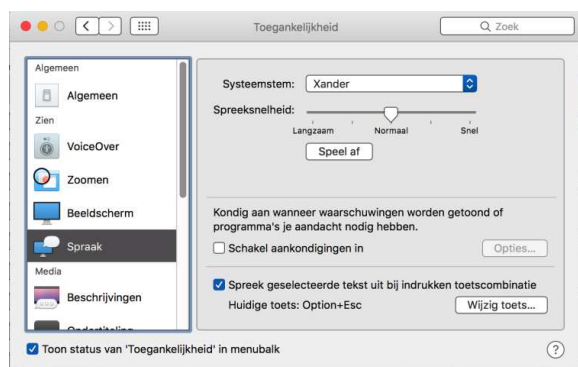 Toegankelijkheid
Zoek
Algemeen
Algemeen
Zien
VoiceOver
Zoomen
Beeldscherm
Spraak
Media
Beschrijvingen
Systeemstem: Xander
Spreeksnelheid:
Langzaam Normaal Snel
Speel af
Kondig aan wanneer waarschuwingen worden getoond of
programma's je aandacht nodig hebben.
Schakel aankondigingen in Opties...
Spreek geselecteerde tekst uit bij indrukken toetscombinatie
Huidige toets: Option+Esc Wijzig toets...
Toon status van 'Toegankelijkheid' in menubalk
?